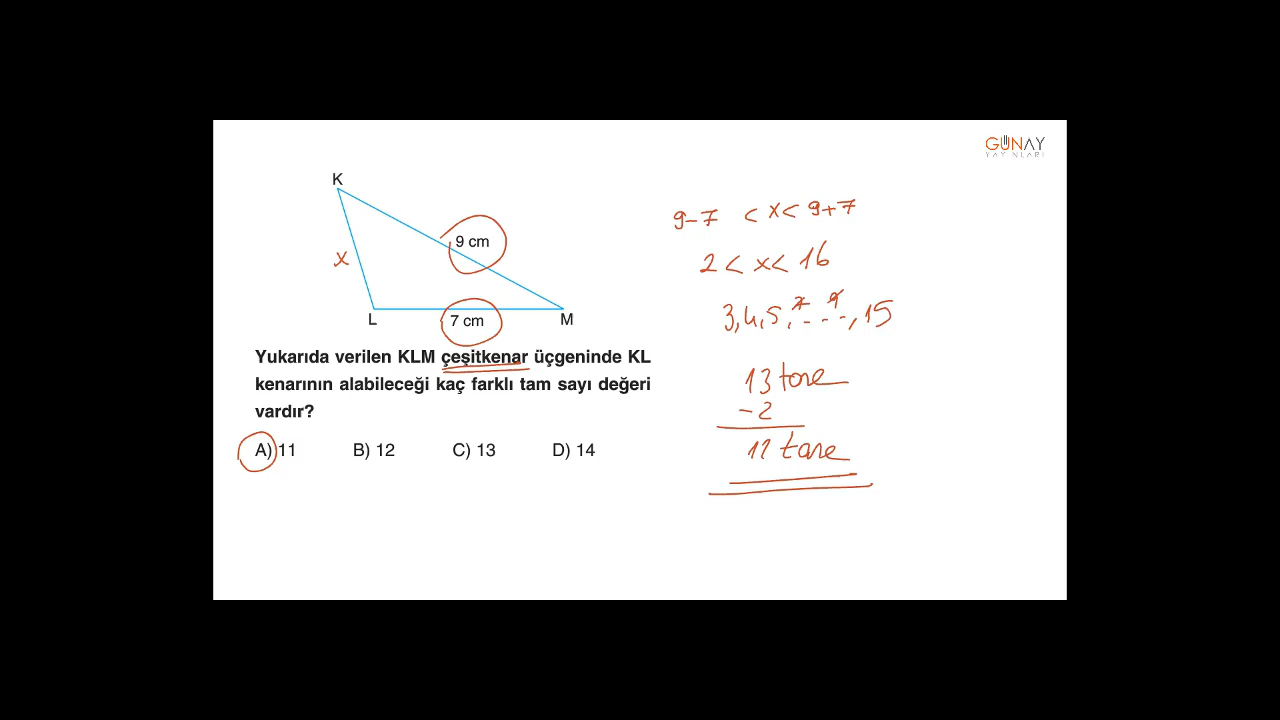 GÜNAY
YAYINLARI
K
9 cm
x
L
7 cm
M
Yukarıda verilen KLM çeşitkenar üçgeninde KL
kenarının alabileceği kaç farklı tam sayı değeri
vardır?
A) 11 B) 12 C) 13 D) 14
9-7 < x < 9+7
2 < x < 16
3,4,5, 7 9 ..., 15
13 tane
-2
11 tane